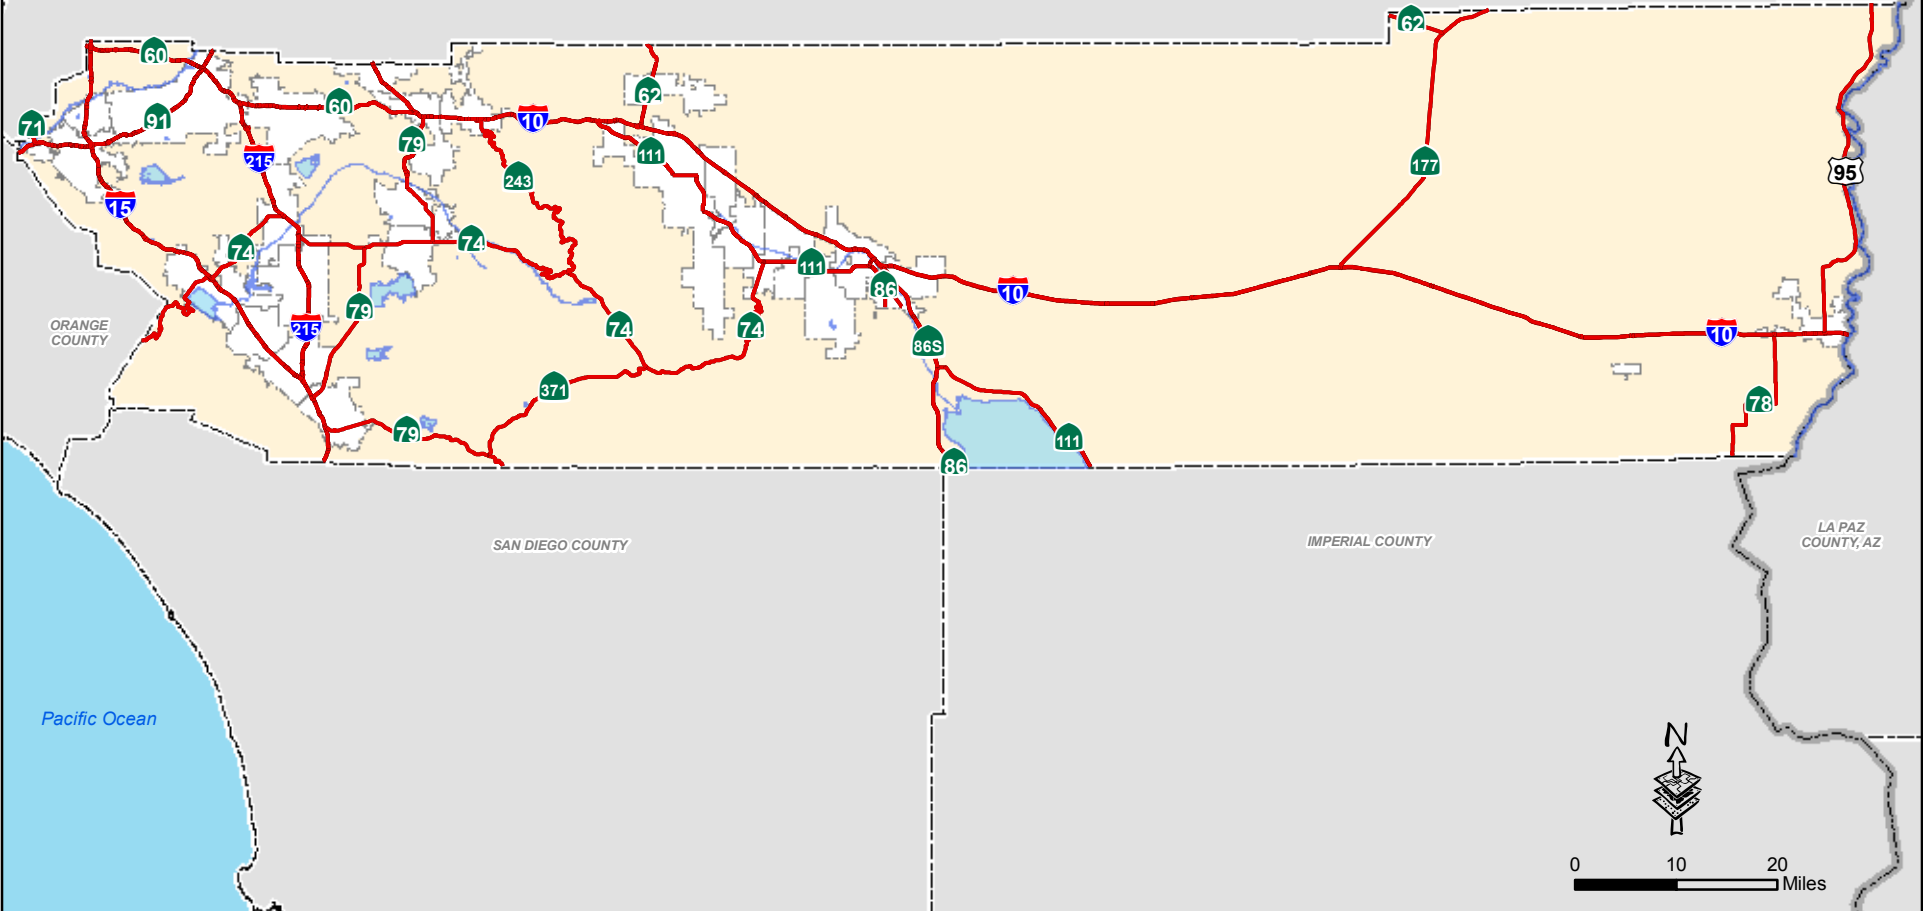 62
60
60
62
91
10
71
79
111
215
177
95
243
15
74
74
111
86
10
79
215
74
74
86S
10
ORANGE
COUNTY
371
78
79
111
86
SAN DIEGO COUNTY
IMPERIAL COUNTY
LA PAZ
COUNTY, AZ
Pacific Ocean
N
0 10 20
Miles